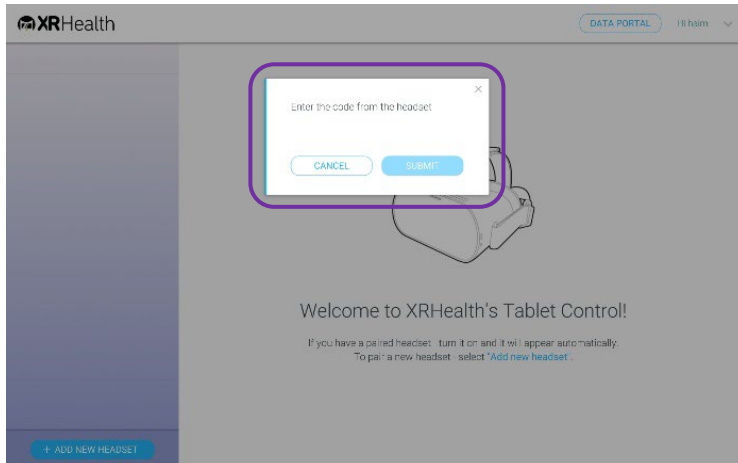 XRHealth
DATA PORTAL
Hi haim
Enter the code from the headset
CANCEL
SUBMIT
Welcome to XRHealth's Tablet Control!
If you have a paired headset turn it on and it will appear automatically.
To pair a new headset select "Add new headset".
+ ADD NEW HEADSET